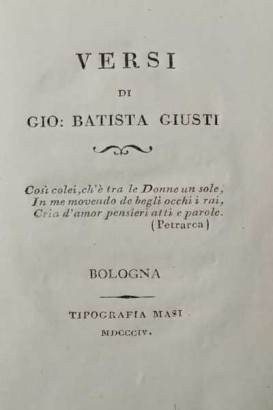 VERSI
DI
GIO: BATISTA GIUSTI
Così colei, ch'è tra le Donne un sole,
In me movendo de begli occhi i rai,
Cria d'amor pensieri atti e parole.
(Petrarca)
BOLOGNA
TIPOGRAFIA MASI
MDCCCIV.